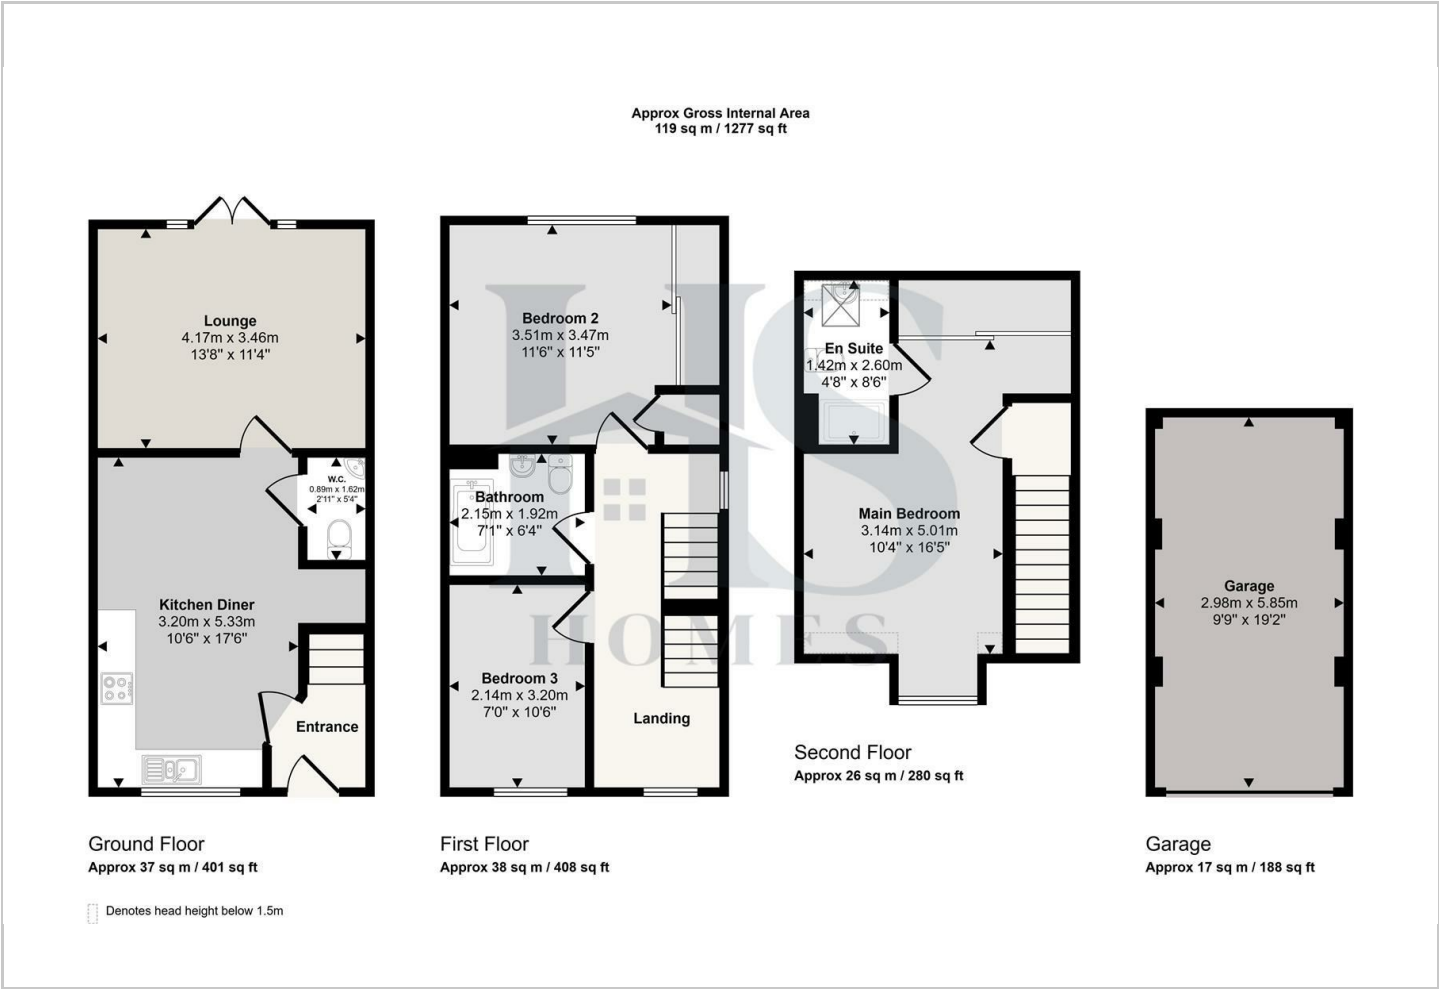 Approx Gross Internal Area
119 sq m / 1277 sq ft
Lounge
4.17m x 3.46m
13'8" x 11'4"
W.C.
0.89m x 1.62m
2'11" x 5'4"
Kitchen Diner
3.20m x 5.33m
10'6" x 17'6"
Entrance
Ground Floor
Approx 37 sq m / 401 sq ft
Denotes head height below 1.5m
Bedroom 2
3.51m x 3.47m
11'6" x 11'5"
Bathroom
2.15m x 1.92m
7'1" x 6'4"
Bedroom 3
2.14m x 3.20m
7'0" x 10'6"
Landing
First Floor
Approx 38 sq m / 408 sq ft
HS
HOMES
En Suite
1.42m x 2.60m
4'8" x 8'6"
Main Bedroom
3.14m x 5.01m
10'4" x 16'5"
Second Floor
Approx 26 sq m / 280 sq ft
Garage
2.98m x 5.85m
9'9" x 19'2"
Garage
Approx 17 sq m / 188 sq ft